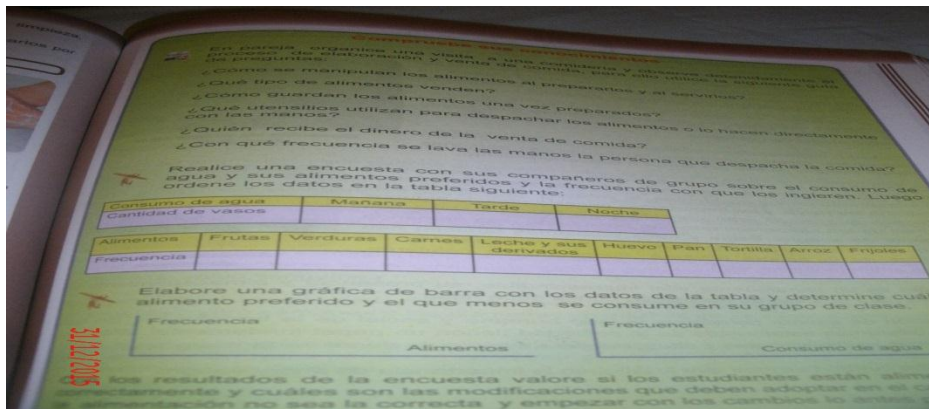 limpieza.
arios por
Compruebe sus conocimientos
En pareja, organice una visita a una comidería y observe detenidamente el
proceso de elaboración y venta de comida, para ello, utilice la siguiente guía
de preguntas:
¿Cómo se manipulan los alimentos al prepararlos y al servirlos?
¿Qué tipo de alimentos venden?
¿Cómo guardan los alimentos una vez preparados?
¿Qué utensilios utilizan para despachar los alimentos o lo hacen directamente
con las manos?
¿Quién recibe el dinero de la venta de comida?
¿Con qué frecuencia se lava las manos la persona que despacha la comida?
Realice una encuesta con sus compañeros de grupo sobre el consumo de
agua y sus alimentos preferidos y la frecuencia con que los ingieren. Luego
ordene los datos en la tabla siguiente:
Consumo de agua Mañana Tarde Noche
Cantidad de vasos
Alimentos Frutas Verduras Carnes Leche y sus derivados Huevo Pan Tortilla Arroz Frijoles
Frecuencia
Elabore una gráfica de barra con los datos de la tabla y determine cuá
alimento preferido y el que menos se consume en su grupo de clase.
Frecuencia Frecuencia
Alimentos Consumo de agua
los resultados de la encuesta valore si los estudiantes están alim
correctamente y cuáles son las modificaciones que deben adoptar en el c
alimentación no sea la correcta y empezar con los cambios lo antes
31/12/2015